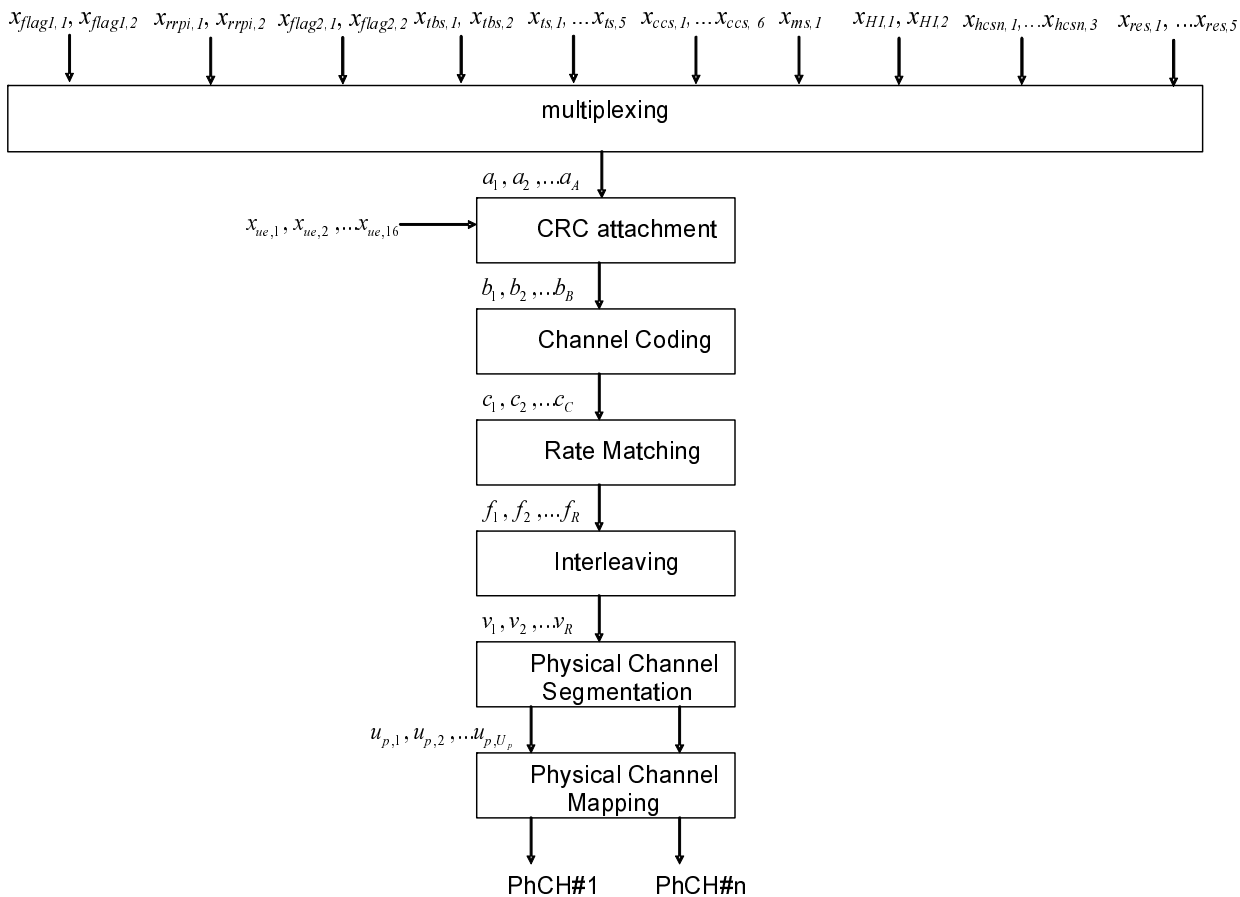 x_flag1,1, x_flag1,2 x_rrpi,1, x_rrpi,2 x_flag2,1, x_flag2,2 x_tbs,1, x_tbs,2 x_ts,1, ...x_ts,5 x_ccs,1, ...x_ccs, 6 x_ms,1 x_HI,1, x_HI,2 x_hcsn,1,...x_hcsn,3 x_res,1, ...x_res,5
multiplexing
a_1, a_2 ,...a_A
x_ue,1, x_ue,2 ,...x_ue,16
CRC attachment
b_1, b_2 ,...b_B
Channel Coding
c_1, c_2 ,...c_C
Rate Matching
f_1, f_2 ,...f_R
Interleaving
v_1, v_2 ,...v_R
Physical Channel
Segmentation
u_p,1, u_p,2 ,...u_p,U_p
Physical Channel
Mapping
PhCH#1 PhCH#n